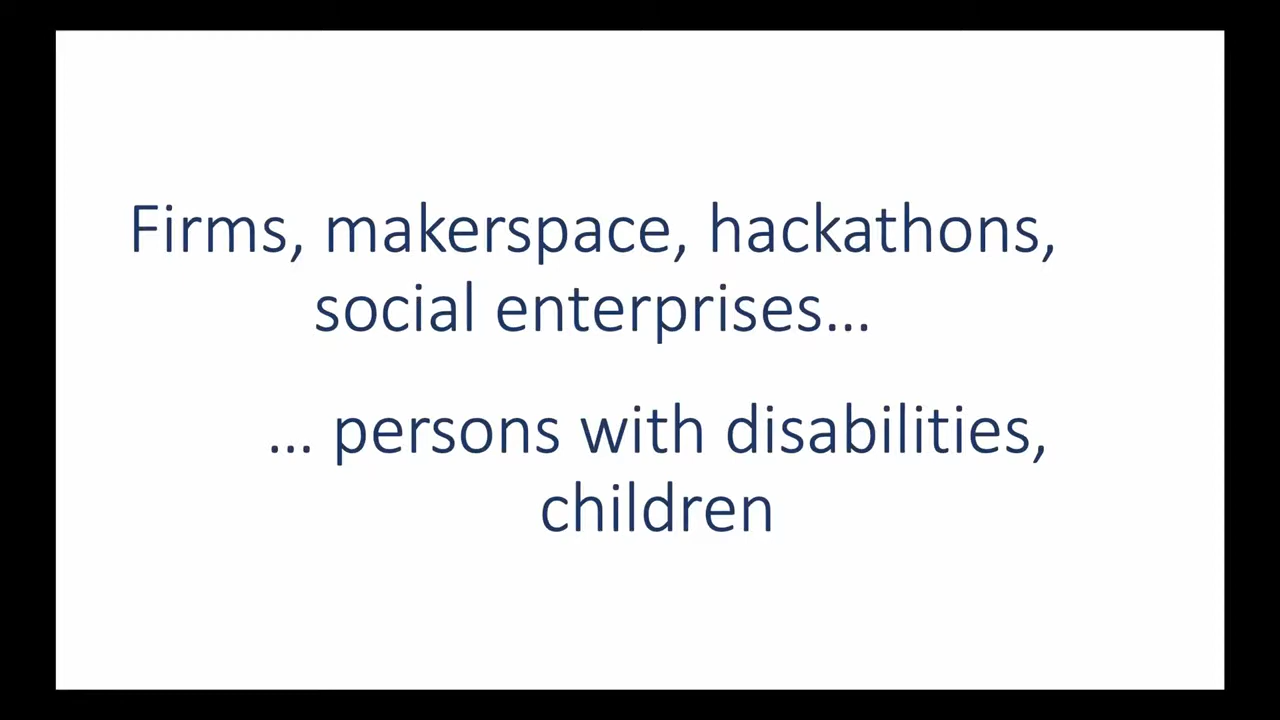 Firms, makerspace, hackathons,
social enterprises...
... persons with disabilities,
children